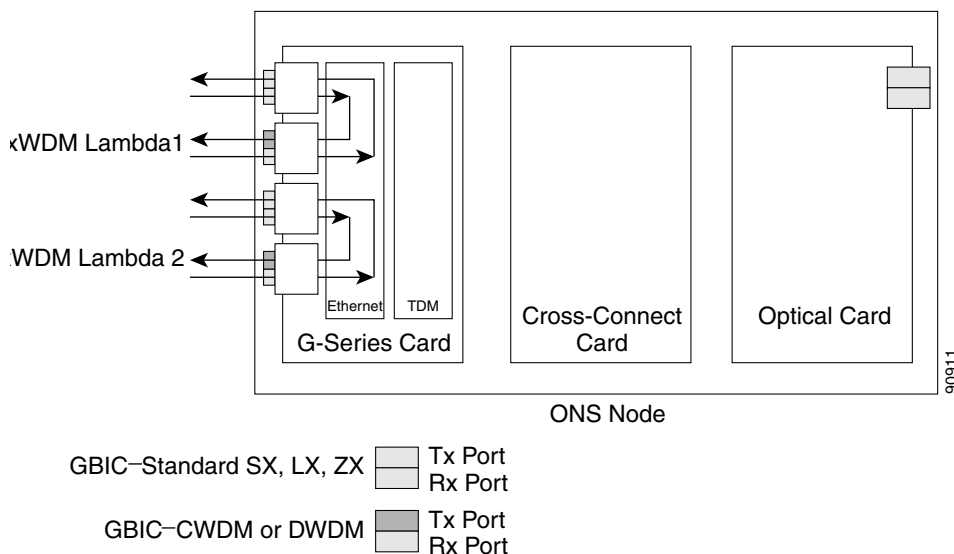 xWDM Lambda1
WDM Lambda 2
Ethernet
TDM
G-Series Card
Cross-Connect
Card
Optical Card
90911
ONS Node
GBIC–Standard SX, LX, ZX
Tx Port
Rx Port
GBIC–CWDM or DWDM
Tx Port
Rx Port